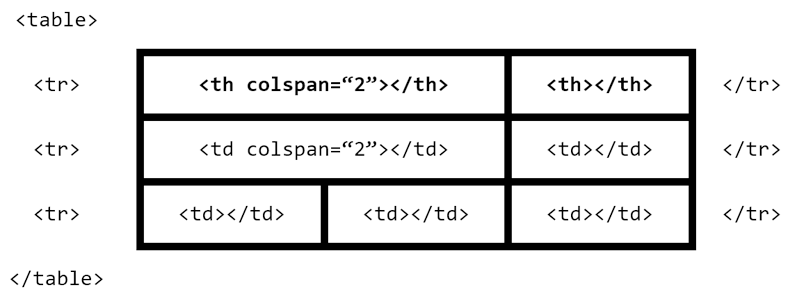 <table>
<tr> <th colspan=“2”></th> <th></th> </tr>
<tr> <td colspan=“2”></td> <td></td> </tr>
<tr> <td></td> <td></td> <td></td> </tr>
</table>